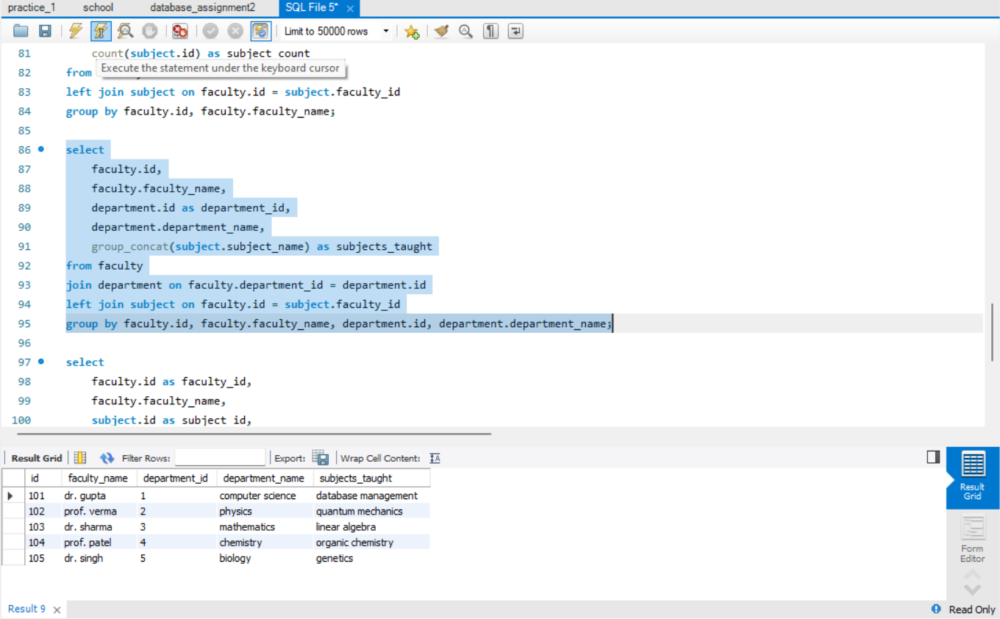 practice_1 school database_assignment2 SQL File 5*
Limit to 50000 rows
81 count(subject.id) as subject_count
Execute the statement under the keyboard cursor
82 from
83 left join subject on faculty.id = subject.faculty_id
84 group by faculty.id, faculty.faculty_name;
85
86 select
87 faculty.id,
88 faculty.faculty_name,
89 department.id as department_id,
90 department.department_name,
91 group_concat(subject.subject_name) as subjects_taught
92 from faculty
93 join department on faculty.department_id = department.id
94 left join subject on faculty.id = subject.faculty_id
95 group by faculty.id, faculty.faculty_name, department.id, department.department_name;
96
97 select
98 faculty.id as faculty_id,
99 faculty.faculty_name,
100 subject.id as subject_id,
Result Grid Filter Rows: Export: Wrap Cell Content:
id faculty_name department_id department_name subjects_taught
101 dr. gupta 1 computer science database management
102 prof. verma 2 physics quantum mechanics
103 dr. sharma 3 mathematics linear algebra
104 prof. patel 4 chemistry organic chemistry
105 dr. singh 5 biology genetics
Result
Grid
Form
Editor
Result 9
Read Only